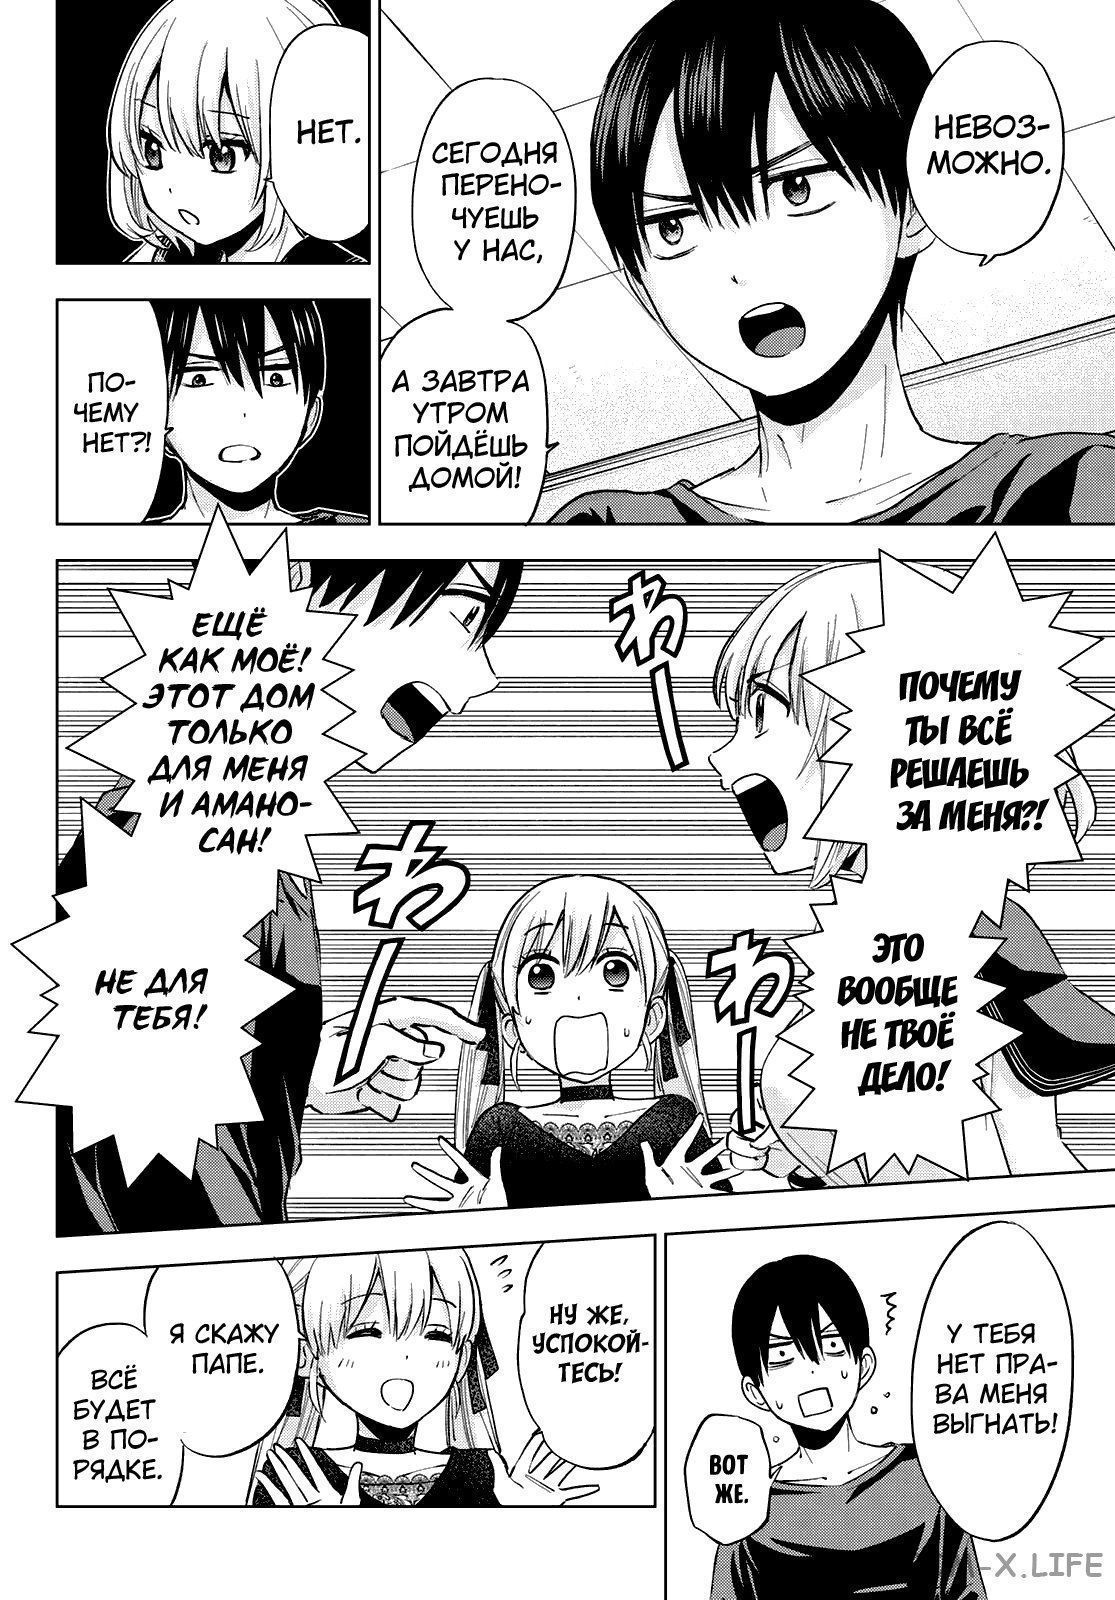 НЕВОЗ-
МОЖНО.
СЕГОДНЯ
ПЕРЕНО-
ЧУЕШЬ
У НАС,
А ЗАВТРА
УТРОМ
ПОЙДЁШЬ
ДОМОЙ!
НЕТ.
ПО-
ЧЕМУ
НЕТ?!
ПОЧЕМУ
ТЫ ВСЁ
РЕШАЕШЬ
ЗА МЕНЯ?!
ЭТО
ВООБЩЕ
НЕ ТВОЁ
ДЕЛО!
わー
ЕЩЁ
КАК МОЁ!
ЭТОТ ДОМ
ТОЛЬКО
ДЛЯ МЕНЯ
И АМАНО-
САН!
НЕ ДЛЯ
ТЕБЯ!
わー
わー
У ТЕБЯ
НЕТ ПРА-
ВА МЕНЯ
ВЫГНАТЬ!
ВОТ
ЖЕ.
НУ ЖЕ,
УСПОКОЙ-
ТЕСЬ!
Я СКАЖУ
ПАПЕ.
ВСЁ
БУДЕТ
В ПО-
РЯДКЕ.
-X.LIFE